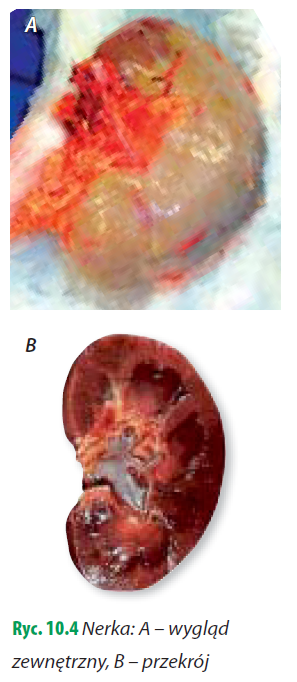 A
B
Ryc. 10.4 Nerka: A – wygląd
zewnętrzny, B – przekrój